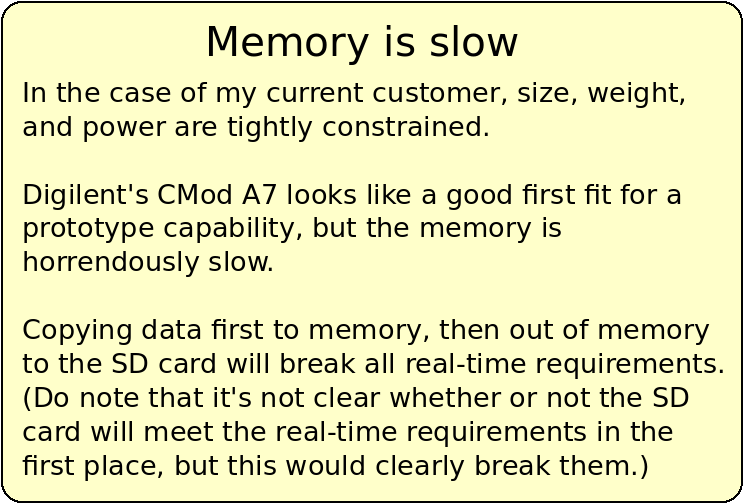 Memory is slow
In the case of my current customer, size, weight,
and power are tightly constrained.
Digilent's CMod A7 looks like a good first fit for a
prototype capability, but the memory is
horrendously slow.
Copying data first to memory, then out of memory
to the SD card will break all real-time requirements.
(Do note that it's not clear whether or not the SD
card will meet the real-time requirements in the
first place, but this would clearly break them.)